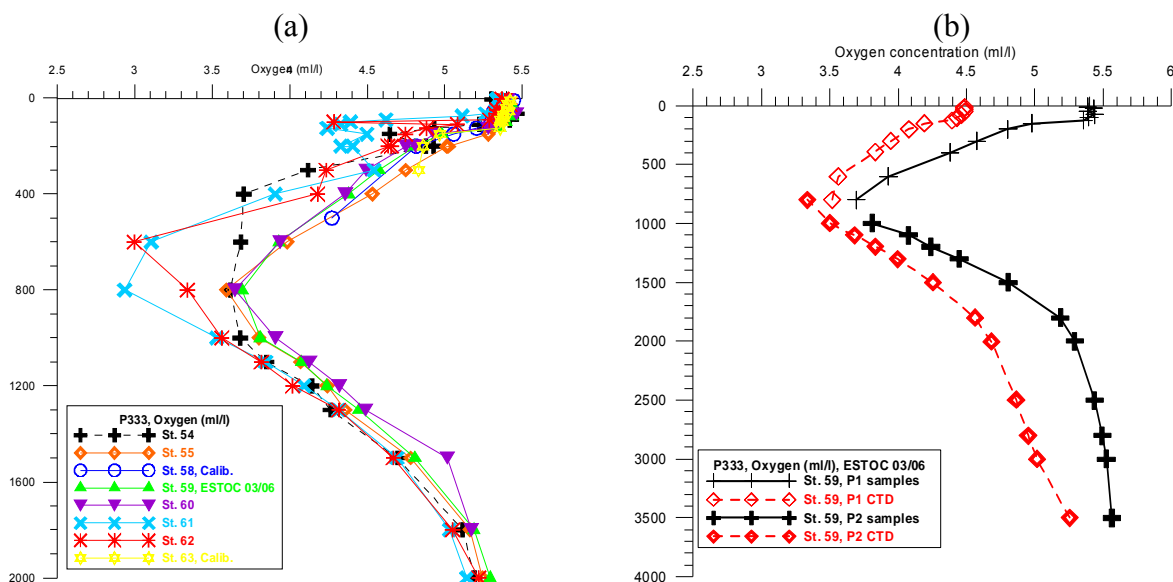 (a)
Oxygen (ml/l)
2.5 3 3.5 4 4.5 5 5.5
0
400
800
1200
1600
2000
P333, Oxygen (ml/l)
St. 54
St. 55
St. 58, Calib.
St. 59, ESTOC 03/06
St. 60
St. 61
St. 62
St. 63, Calib.
(b)
Oxygen concentration (ml/l)
2.5 3 3.5 4 4.5 5 5.5 6
0
500
1000
1500
2000
2500
3000
3500
4000
P333, Oxygen (ml/l), ESTOC 03/06
St. 59, P1 samples
St. 59, P1 CTD
St. 59, P2 samples
St. 59, P2 CTD